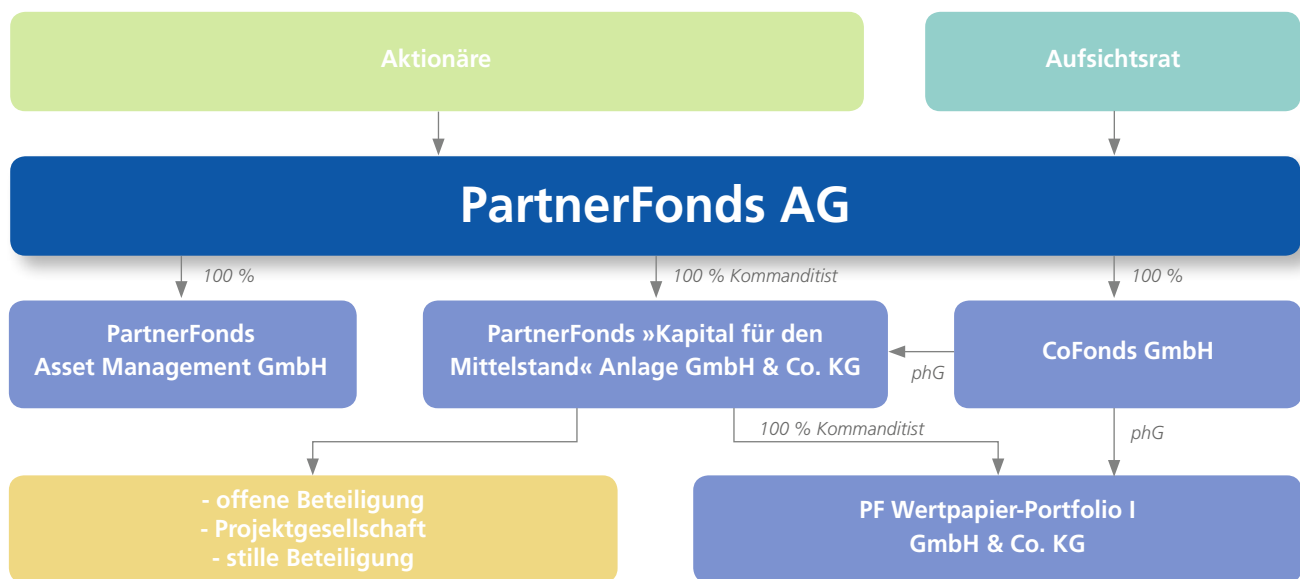 Aktionäre
Aufsichtsrat
PartnerFonds AG
100 %
100 % Kommanditist
100 %
PartnerFonds
Asset Management GmbH
PartnerFonds »Kapital für den
Mittelstand« Anlage GmbH & Co. KG
CoFonds GmbH
phG
100 % Kommanditist
phG
- offene Beteiligung
- Projektgesellschaft
- stille Beteiligung
PF Wertpapier-Portfolio I
GmbH & Co. KG